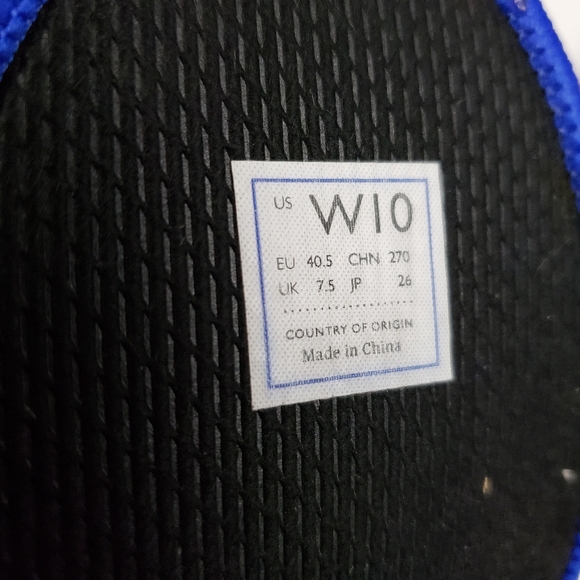 US W10
EU 40.5 CHN 270
UK 7.5 JP 26
COUNTRY OF ORIGIN
Made in China